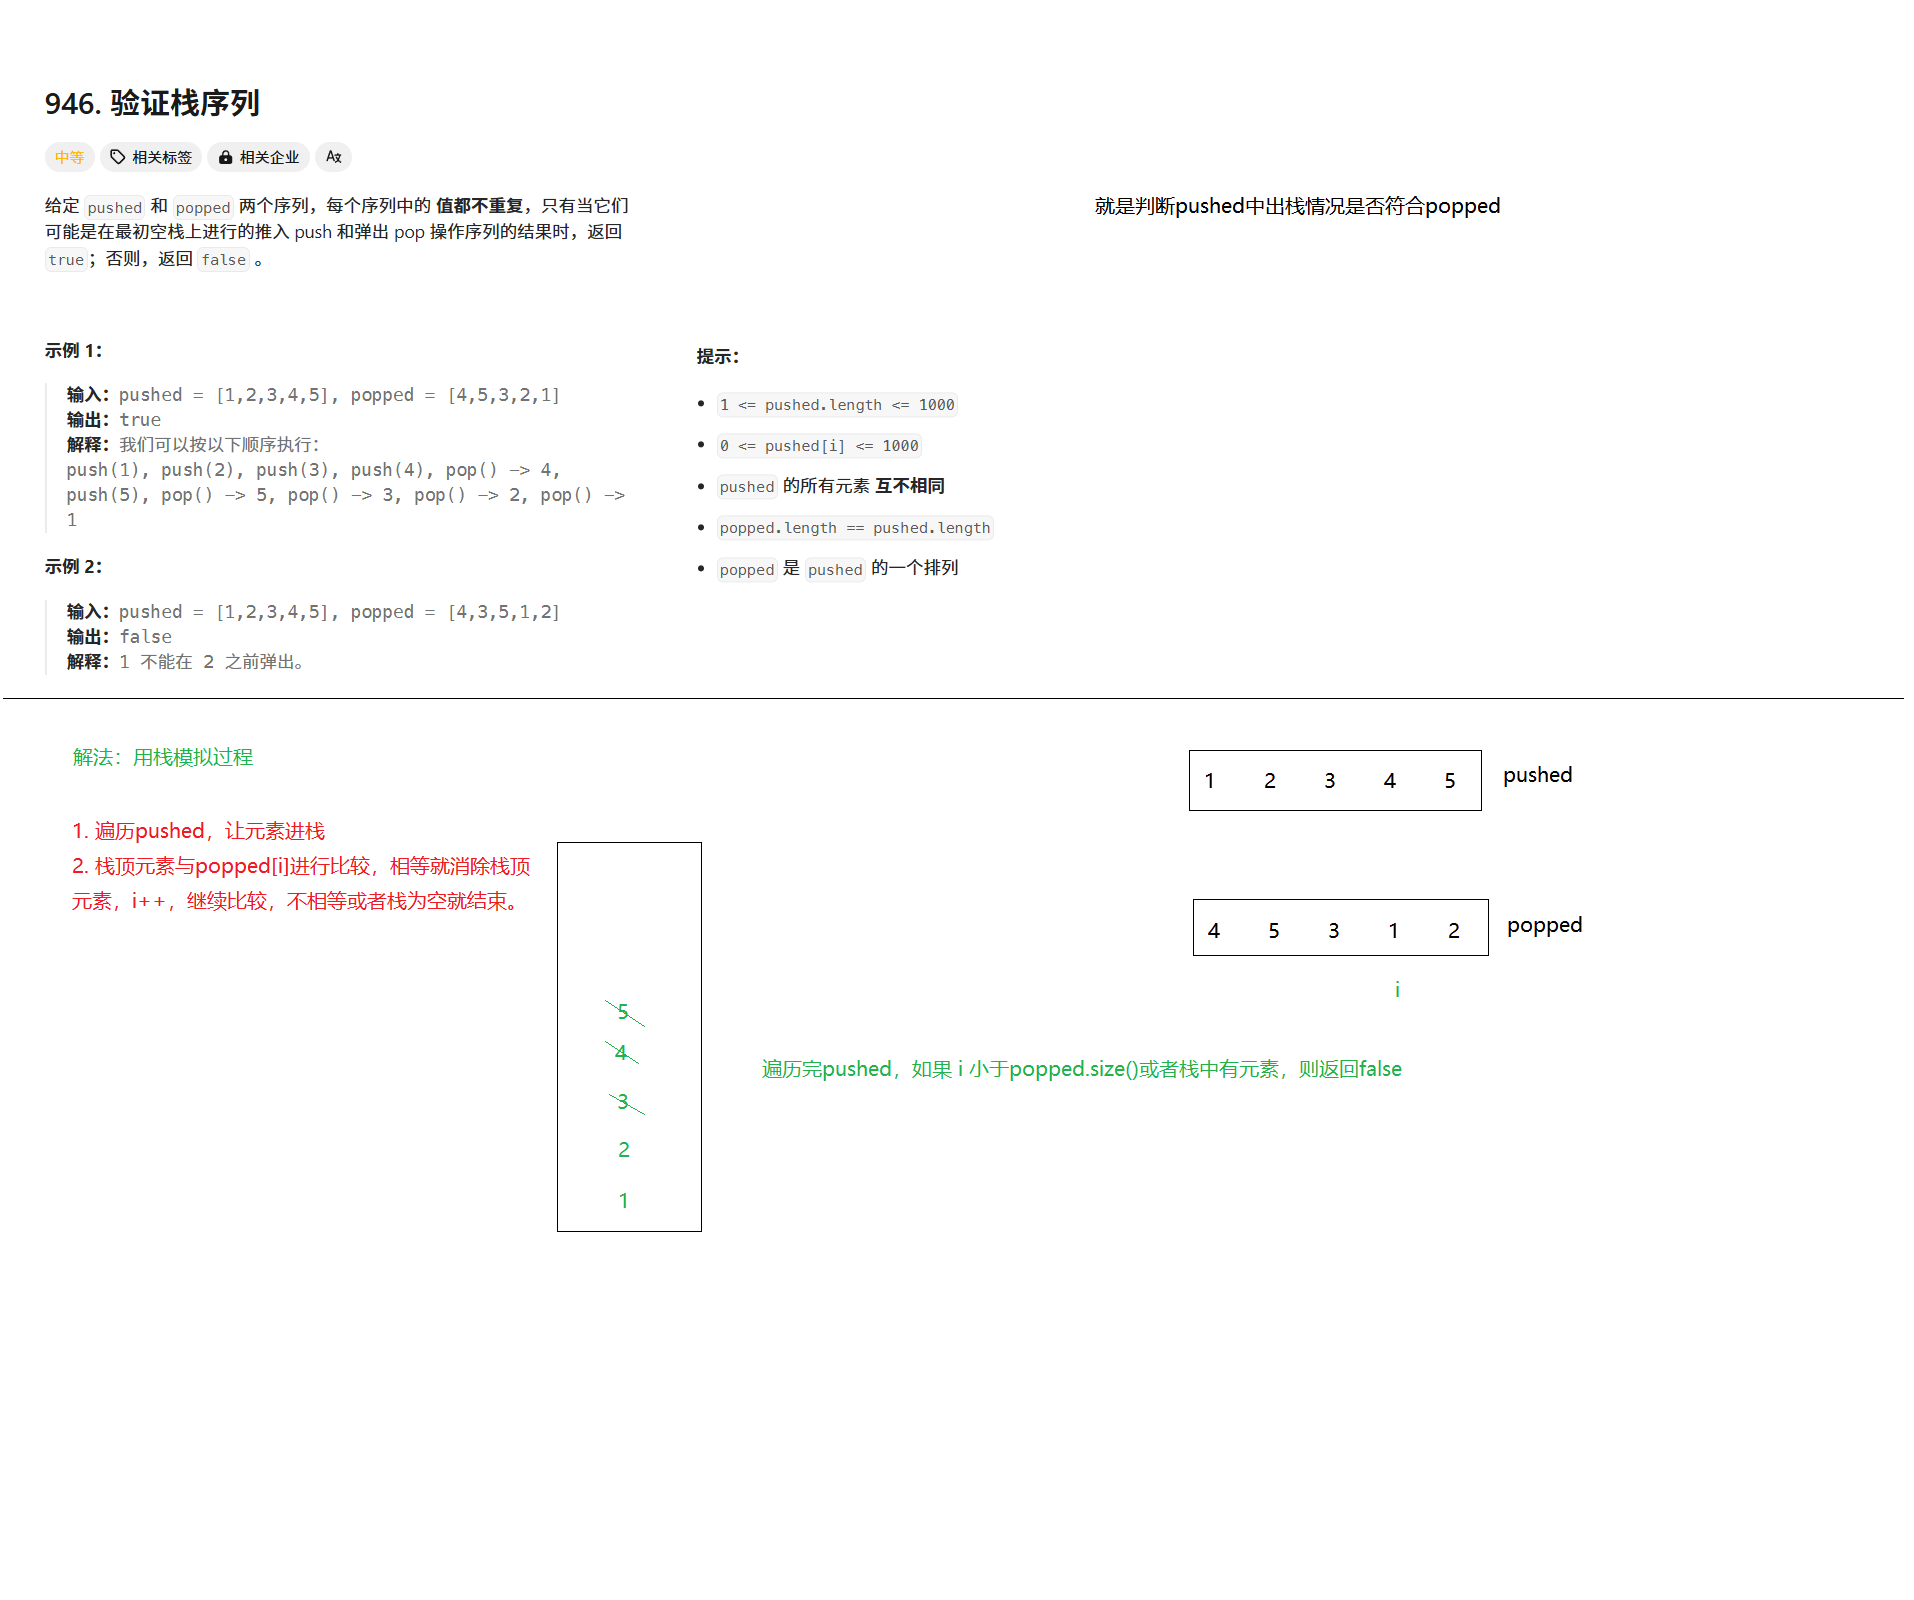 946. 验证栈序列
中等 相关标签 相关企业
给定 pushed 和 popped 两个序列，每个序列中的 值都不重复，只有当它们
可能是在最初空栈上进行的推入 push 和弹出 pop 操作序列的结果时，返回
true；否则，返回 false 。
就是判断pushed中出栈情况是否符合popped
示例 1：
输入：pushed = [1,2,3,4,5], popped = [4,5,3,2,1]
输出：true
解释：我们可以按以下顺序执行：
push(1), push(2), push(3), push(4), pop() -> 4,
push(5), pop() -> 5, pop() -> 3, pop() -> 2, pop() ->
1
示例 2：
输入：pushed = [1,2,3,4,5], popped = [4,3,5,1,2]
输出：false
解释：1 不能在 2 之前弹出。
提示：
1 <= pushed.length <= 1000
0 <= pushed[i] <= 1000
pushed 的所有元素 互不相同
popped.length == pushed.length
popped 是 pushed 的一个排列
解法：用栈模拟过程
1. 遍历pushed，让元素进栈
2. 栈顶元素与popped[i]进行比较，相等就消除栈顶
元素，i++，继续比较，不相等或者栈为空就结束。
1 2 3 4 5 pushed
4 5 3 1 2 popped
i
5
4
3
2
1
遍历完pushed，如果 i 小于popped.size()或者栈中有元素，则返回false